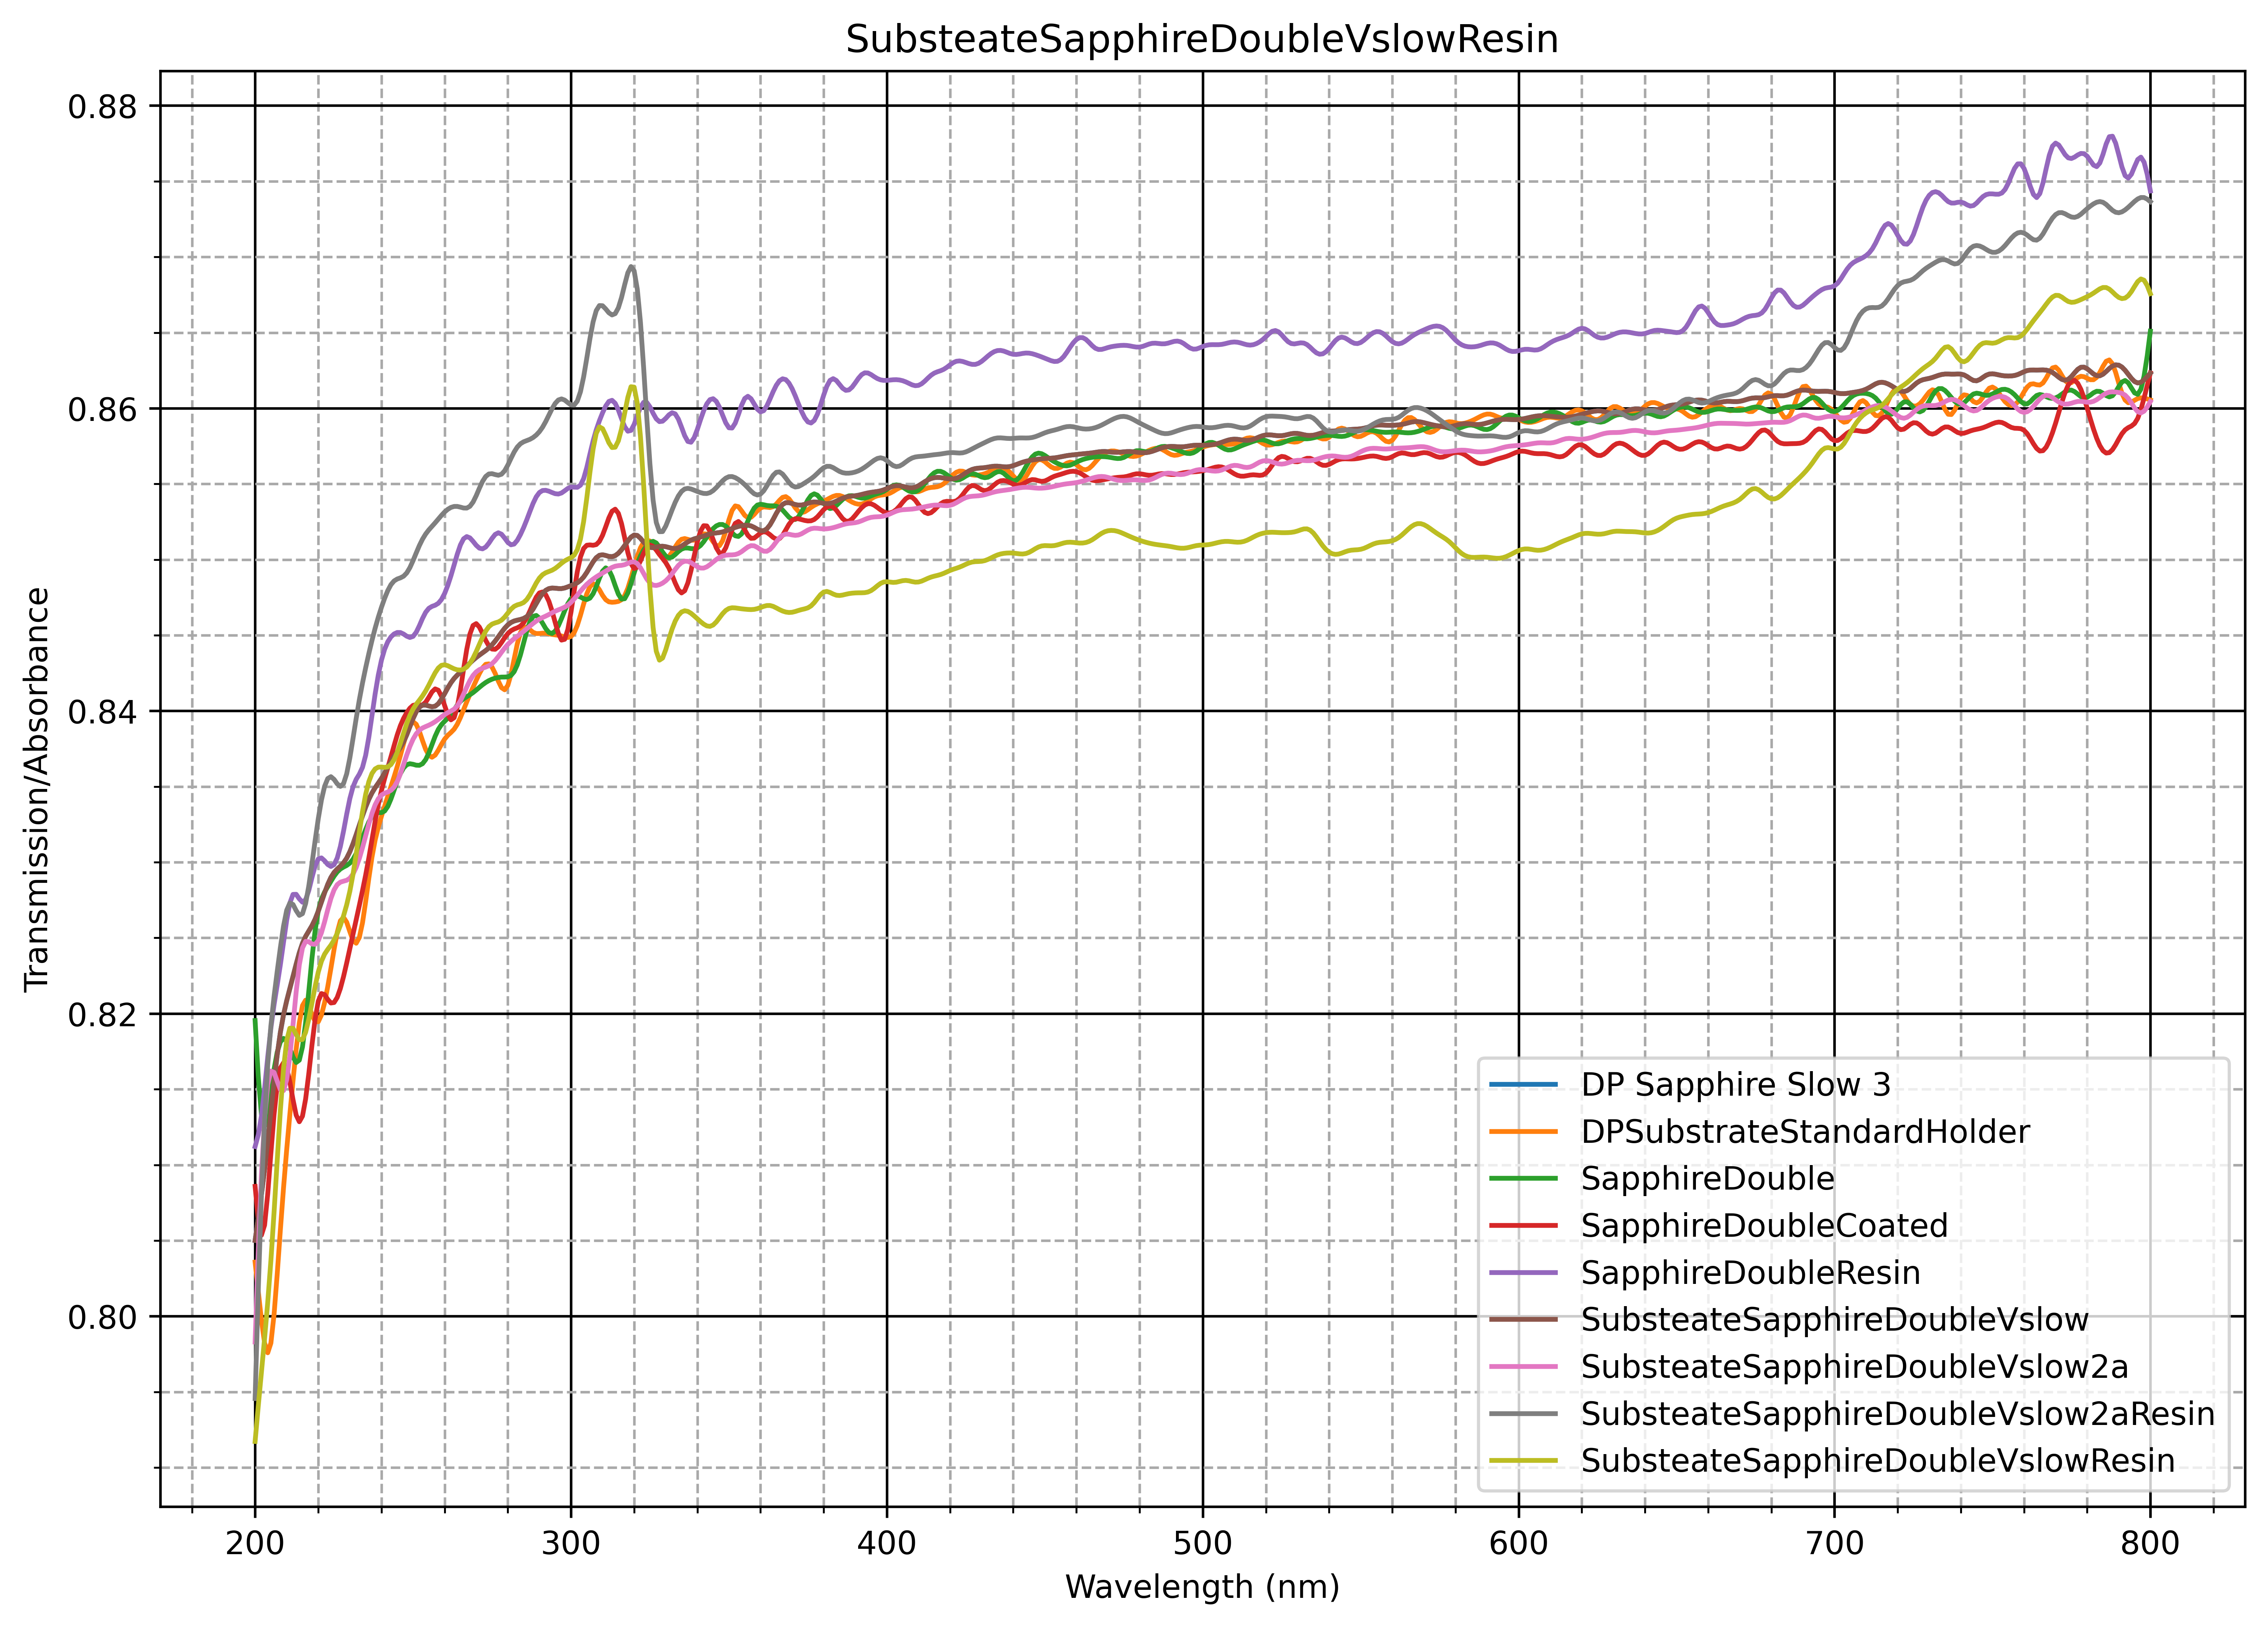 SubsteateSapphireDoubleVslowResin
0.88
0.86
0.84
0.82
0.80
Transmission/Absorbance
DP Sapphire Slow 3
DPSubstrateStandardHolder
SapphireDouble
SapphireDoubleCoated
SapphireDoubleResin
SubsteateSapphireDoubleVslow
SubsteateSapphireDoubleVslow2a
SubsteateSapphireDoubleVslow2aResin
SubsteateSapphireDoubleVslowResin
200 300 400 500 600 700 800
Wavelength (nm)